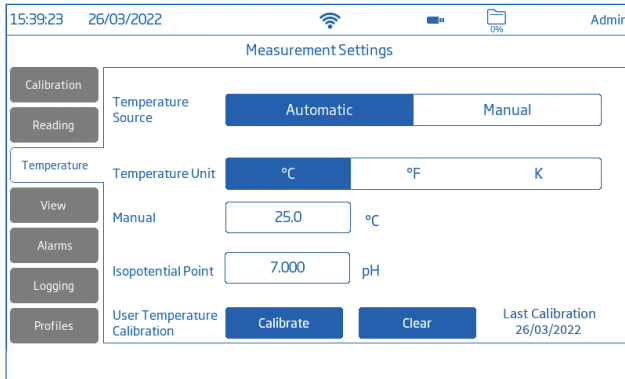 15:39:23 26/03/2022 0% Admin
Measurement Settings
Calibration
Reading
Temperature
View
Alarms
Logging
Profiles
Temperature
Source
Automatic
Manual
Temperature Unit
°C
°F
K
Manual
25.0
°C
Isopotential Point
7.000
pH
User Temperature
Calibration
Calibrate
Clear
Last Calibration
26/03/2022